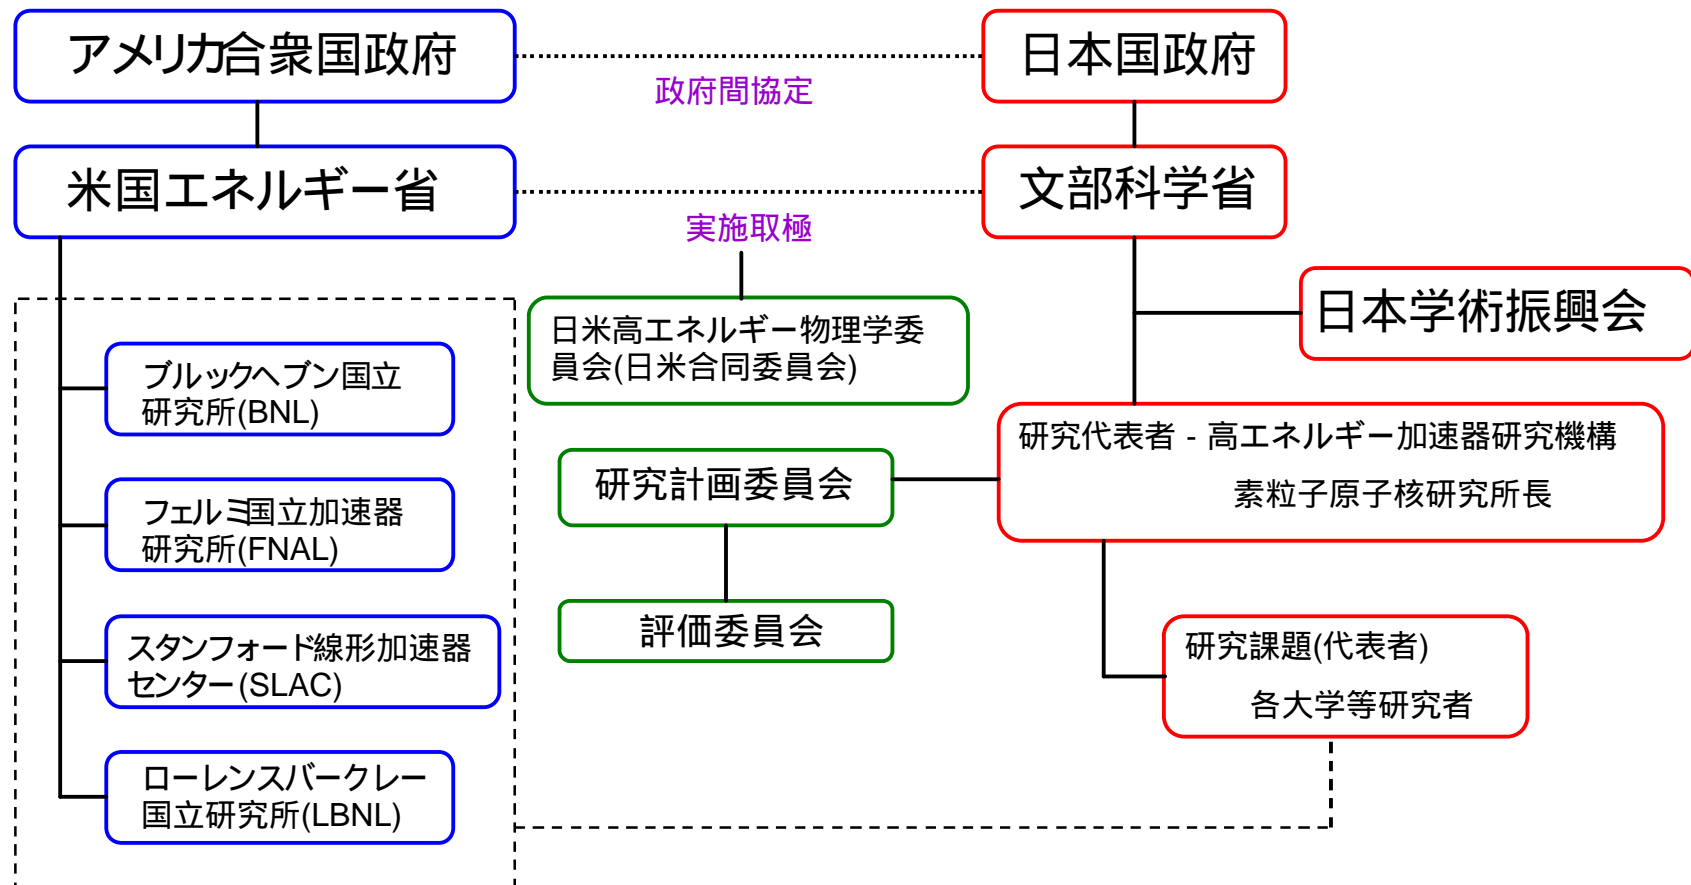 アメリカ合衆国政府
日本国政府
政府間協定
米国エネルギー省
文部科学省
実施取極
日本学術振興会
日米高エネルギー物理学委
員会(日米合同委員会)
ブルックヘブン国立
研究所(BNL)
研究代表者 - 高エネルギー加速器研究機構
素粒子原子核研究所長
研究計画委員会
フェルミ国立加速器
研究所(FNAL)
評価委員会
スタンフォード線形加速器
センター(SLAC)
研究課題(代表者)
各大学等研究者
ローレンスバークレー
国立研究所(LBNL)